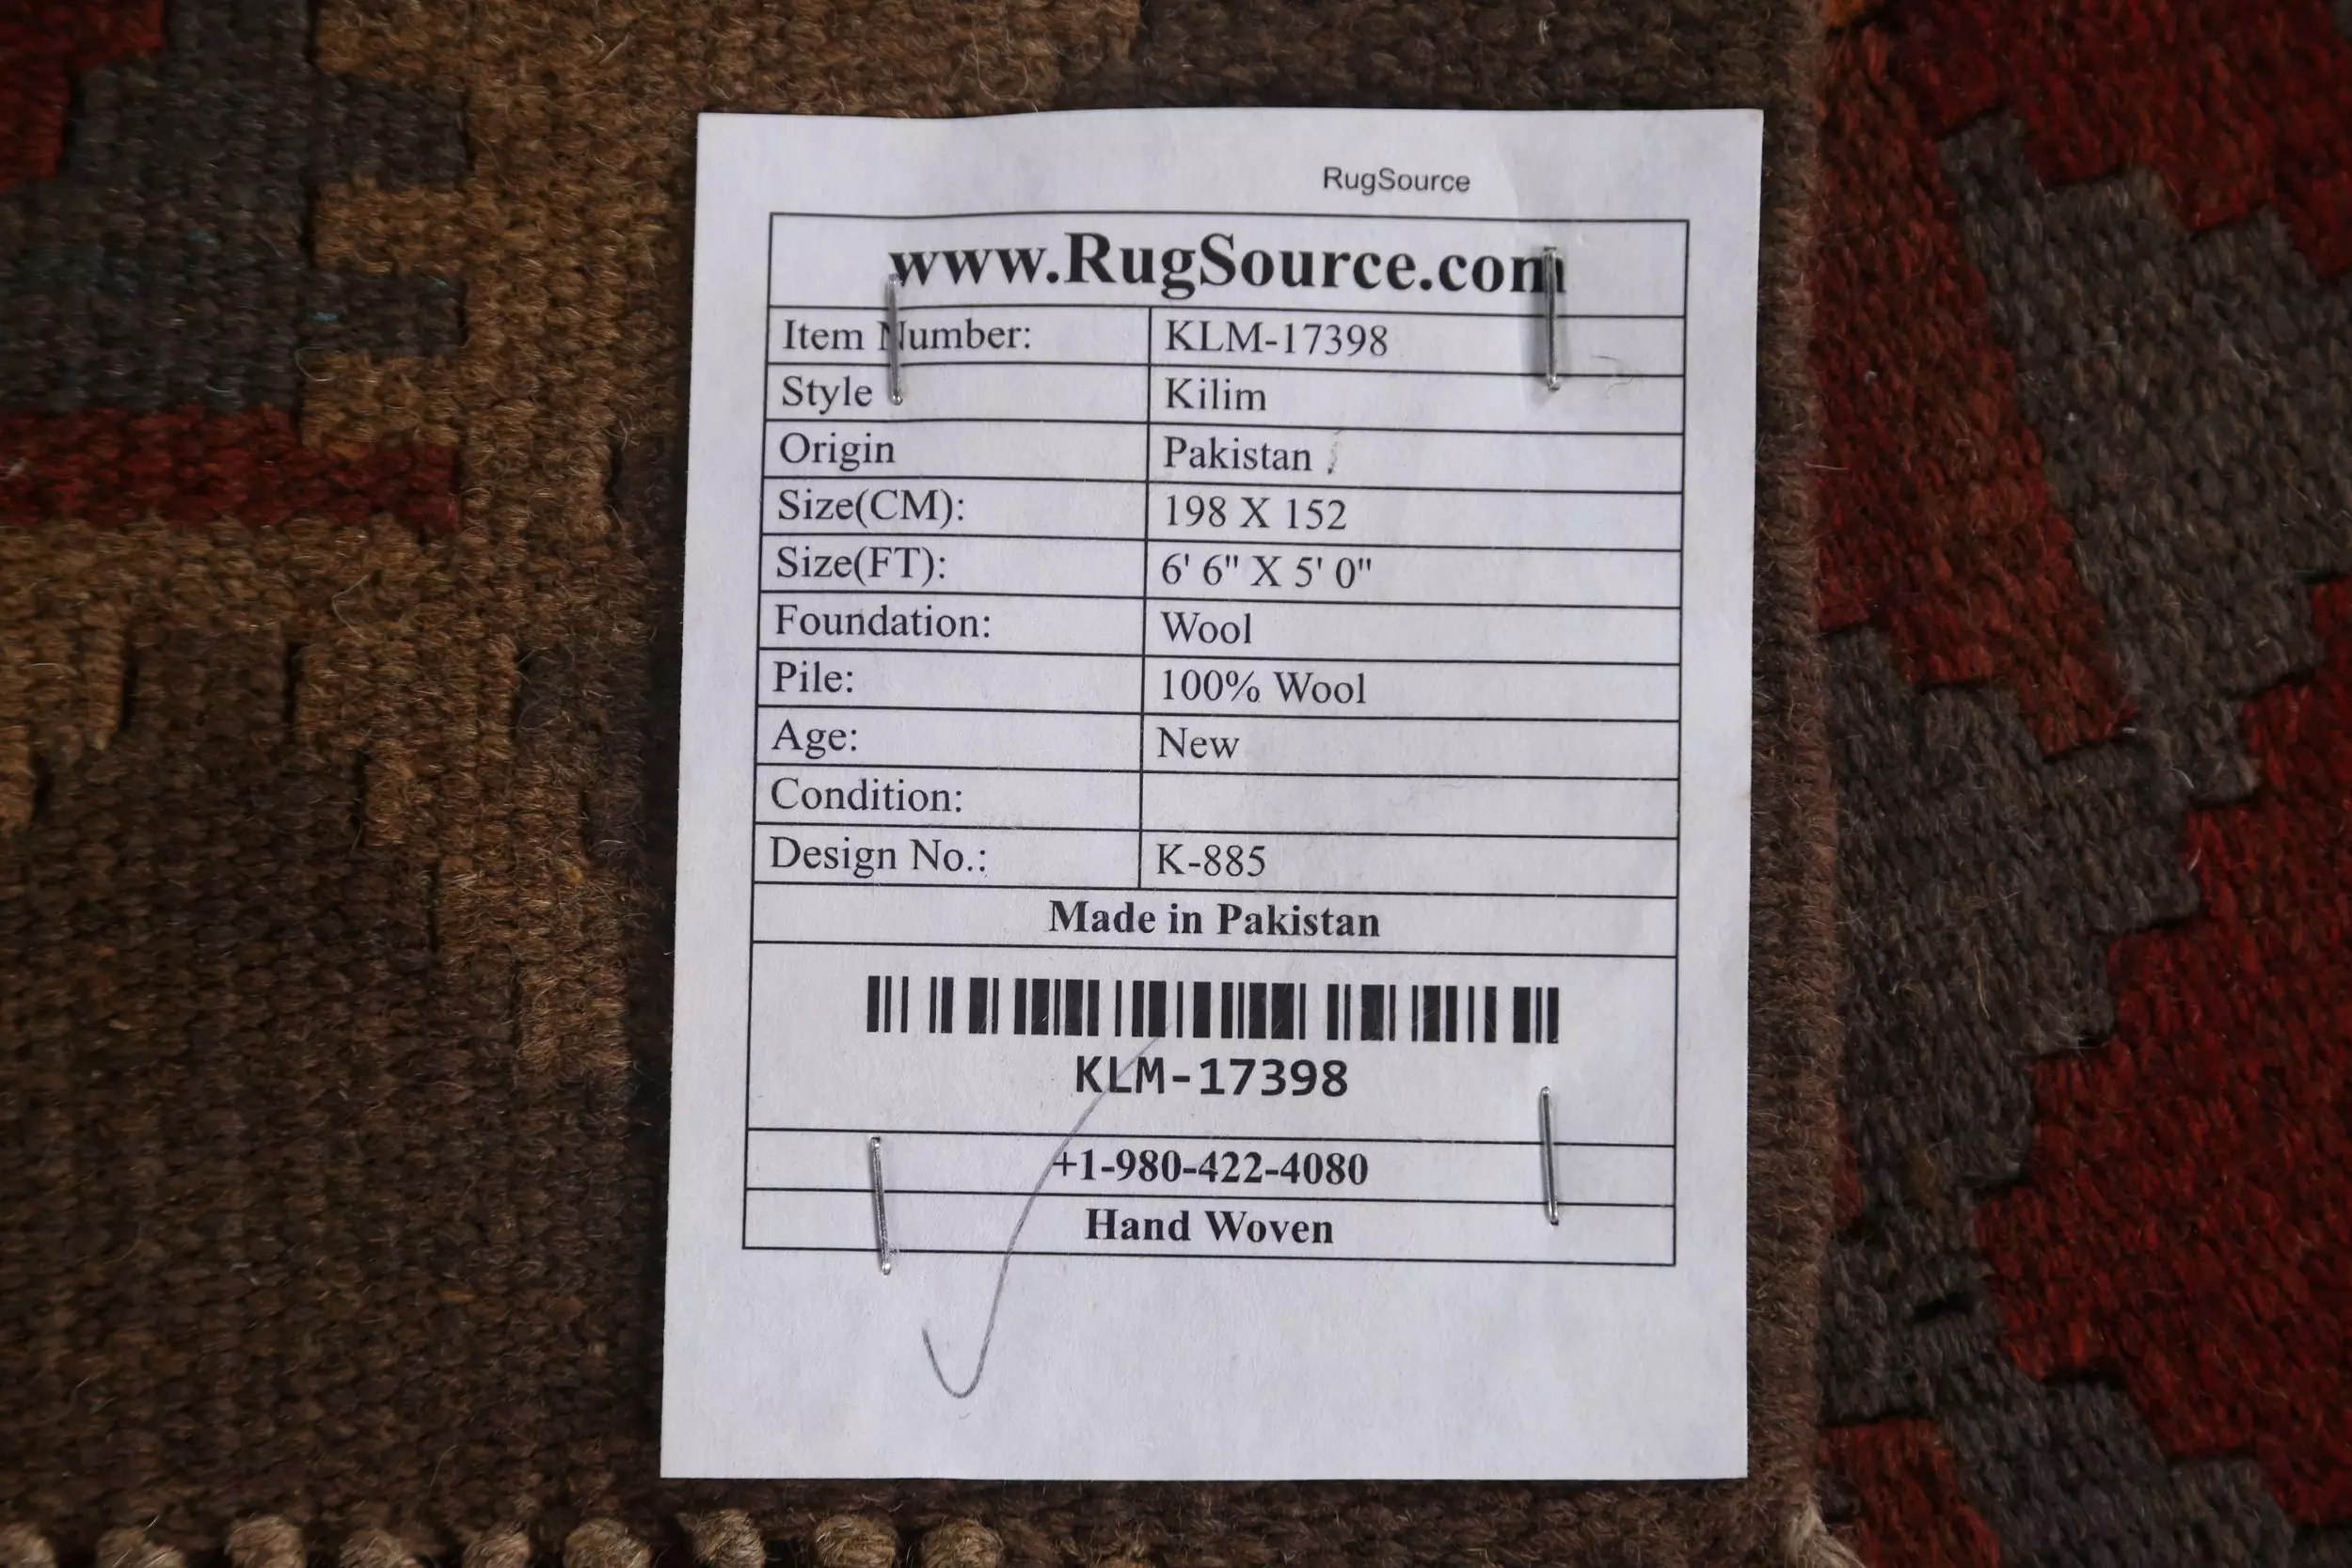 RugSource
www.RugSource.com
Item Number: KLM-17398
Style Kilim
Origin Pakistan
Size(CM): 198 X 152
Size(FT): 6' 6" X 5' 0"
Foundation: Wool
Pile: 100% Wool
Age: New
Condition:
Design No.: K-885
Made in Pakistan
KLM-17398
+1-980-422-4080
Hand Woven